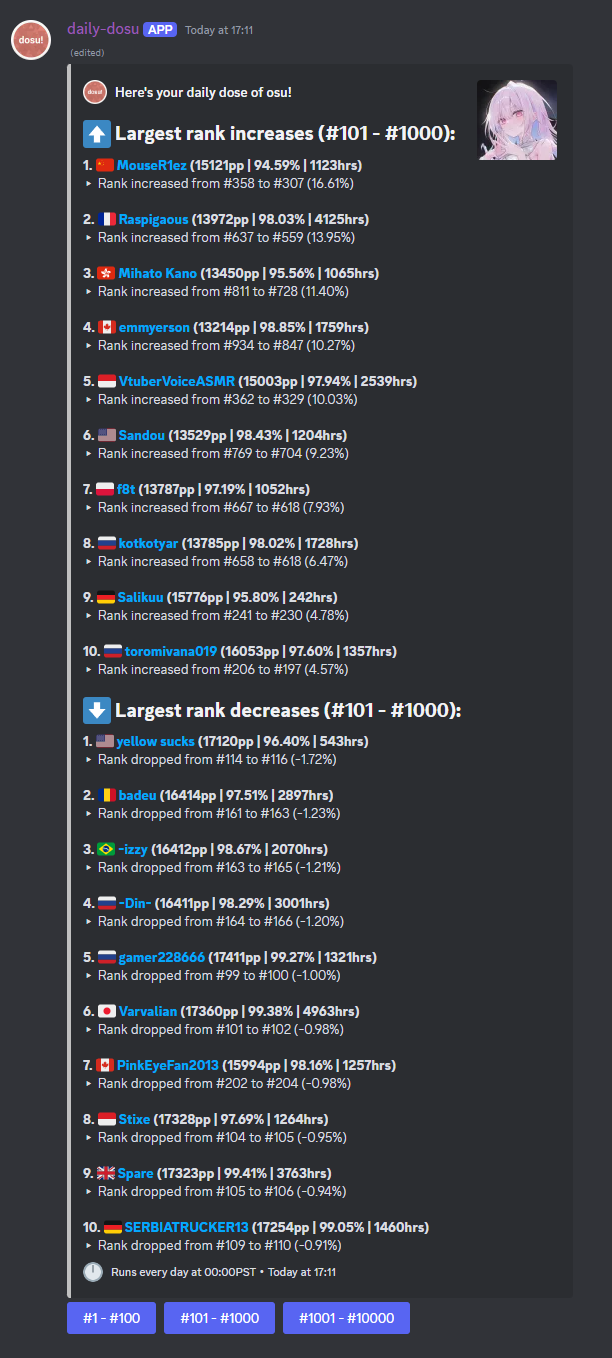 dosu!
daily-dosu APP Today at 17:11
(edited)
dosu! Here's your daily dose of osu!
Largest rank increases (#101 - #1000):
1. MouseR1ez (15121pp | 94.59% | 1123hrs)
‣ Rank increased from #358 to #307 (16.61%)
2. Raspigaous (13972pp | 98.03% | 4125hrs)
‣ Rank increased from #637 to #559 (13.95%)
3. Mihato Kano (13450pp | 95.56% | 1065hrs)
‣ Rank increased from #811 to #728 (11.40%)
4. emmyerson (13214pp | 98.85% | 1759hrs)
‣ Rank increased from #934 to #847 (10.27%)
5. VtuberVoiceASMR (15003pp | 97.94% | 2539hrs)
‣ Rank increased from #362 to #329 (10.03%)
6. Sandou (13529pp | 98.43% | 1204hrs)
‣ Rank increased from #769 to #704 (9.23%)
7. f8t (13787pp | 97.19% | 1052hrs)
‣ Rank increased from #667 to #618 (7.93%)
8. kotkotyar (13785pp | 98.02% | 1728hrs)
‣ Rank increased from #658 to #618 (6.47%)
9. Salikuu (15776pp | 95.80% | 242hrs)
‣ Rank increased from #241 to #230 (4.78%)
10. toromivana019 (16053pp | 97.60% | 1357hrs)
‣ Rank increased from #206 to #197 (4.57%)
Largest rank decreases (#101 - #1000):
1. yellow sucks (17120pp | 96.40% | 543hrs)
‣ Rank dropped from #114 to #116 (-1.72%)
2. badeu (16414pp | 97.51% | 2897hrs)
‣ Rank dropped from #161 to #163 (-1.23%)
3. -izzy (16412pp | 98.67% | 2070hrs)
‣ Rank dropped from #163 to #165 (-1.21%)
4. -Din- (16411pp | 98.29% | 3001hrs)
‣ Rank dropped from #164 to #166 (-1.20%)
5. gamer228666 (17411pp | 99.27% | 1321hrs)
‣ Rank dropped from #99 to #100 (-1.00%)
6. Varvalian (17360pp | 99.38% | 4963hrs)
‣ Rank dropped from #101 to #102 (-0.98%)
7. PinkEyeFan2013 (15994pp | 98.16% | 1257hrs)
‣ Rank dropped from #202 to #204 (-0.98%)
8. Stixe (17328pp | 97.69% | 1264hrs)
‣ Rank dropped from #104 to #105 (-0.95%)
9. Spare (17323pp | 99.41% | 3763hrs)
‣ Rank dropped from #105 to #106 (-0.94%)
10. SERBIATRUCKER13 (17254pp | 99.05% | 1460hrs)
‣ Rank dropped from #109 to #110 (-0.91%)
Runs every day at 00:00PST • Today at 17:11
#1 - #100 #101 - #1000 #1001 - #10000